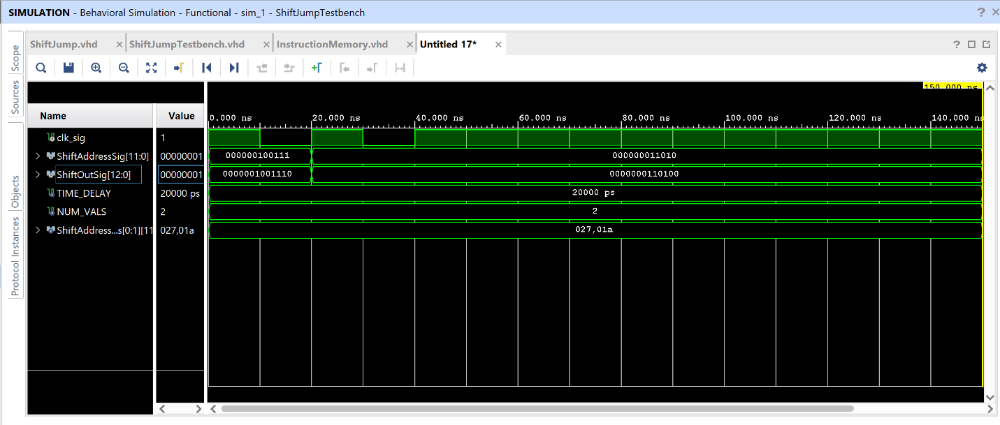 SIMULATION - Behavioral Simulation - Functional - sim_1 - ShiftJumpTestbench ? ×
ShiftJump.vhd × ShiftJumpTestbench.vhd × InstructionMemory.vhd × Untitled 17* × ?
Scope
Sources
Objects
Protocol Instances
150.000 ns
Name Value 0.000 ns 20.000 ns 40.000 ns 60.000 ns 80.000 ns 100.000 ns 120.000 ns 140.000 ns
clk_sig 1
ShiftAddressSig[11:0] 00000001 000000100111 000000011010
ShiftOutSig[12:0] 00000001 0000001001110 0000000110100
TIME_DELAY 20000 ps 20000 ps
NUM_VALS 2 2
ShiftAddress...s[0:1][11 027,01a 027,01a